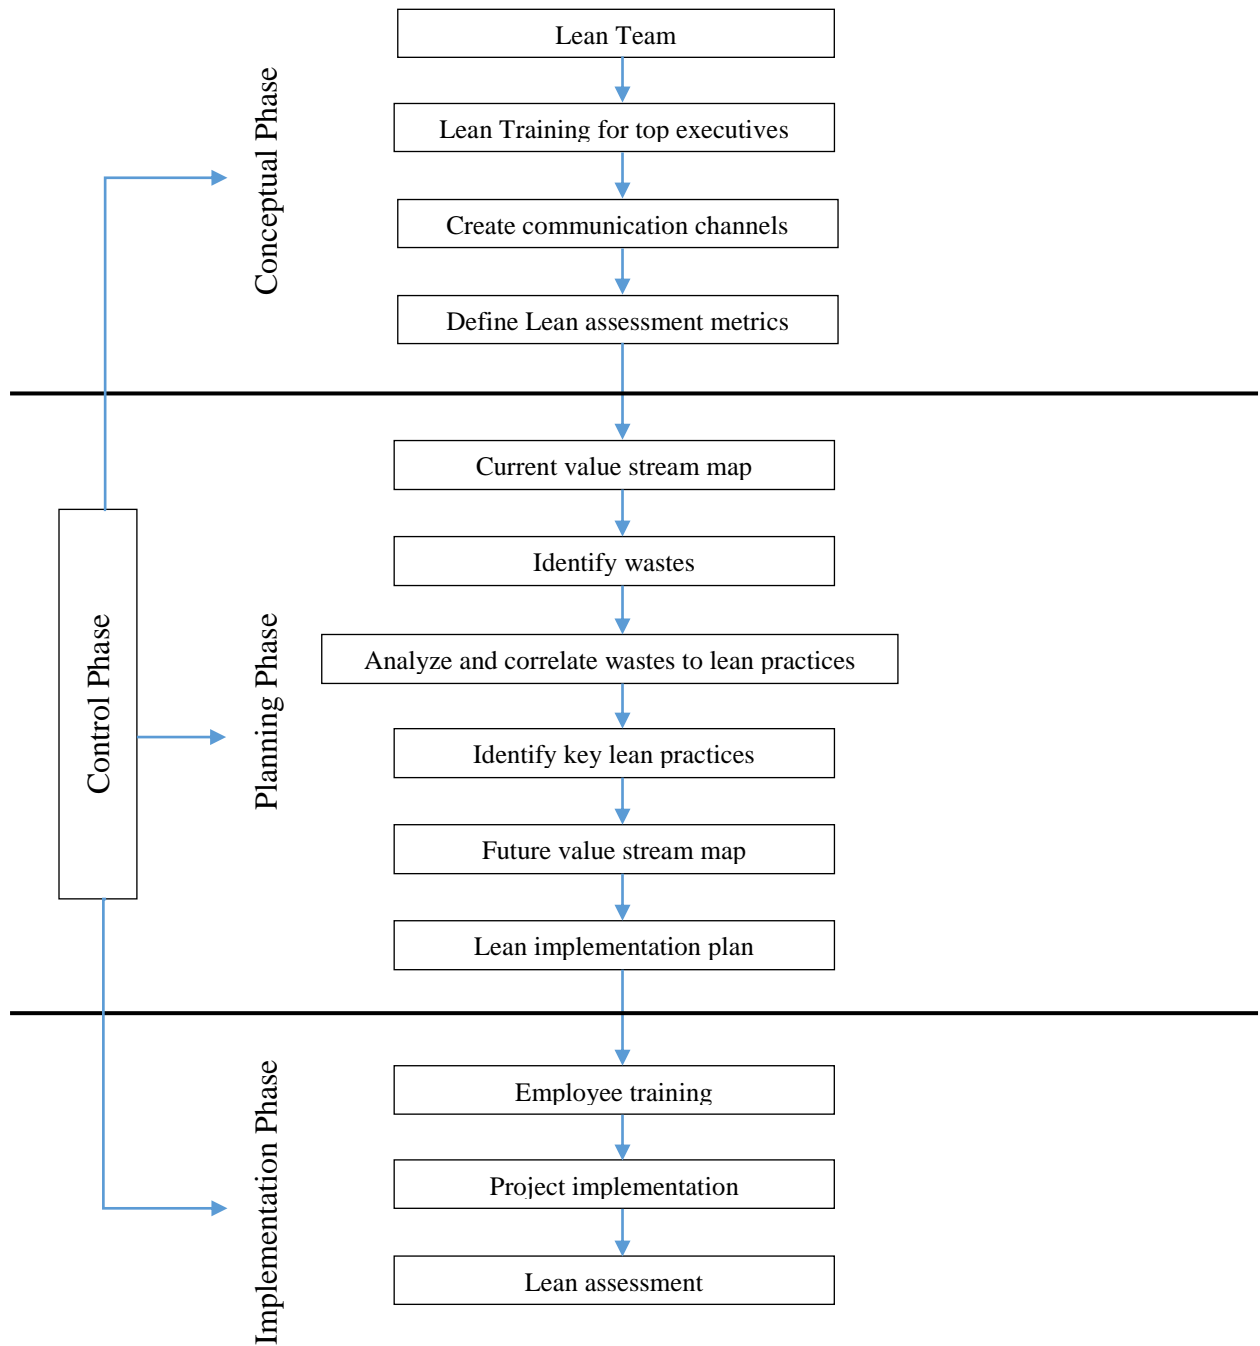 Lean Team
Lean Training for top executives
Create communication channels
Define Lean assessment metrics
Conceptual Phase
Current value stream map
Identify wastes
Analyze and correlate wastes to lean practices
Identify key lean practices
Future value stream map
Lean implementation plan
Control Phase
Planning Phase
Employee training
Project implementation
Lean assessment
Implementation Phase